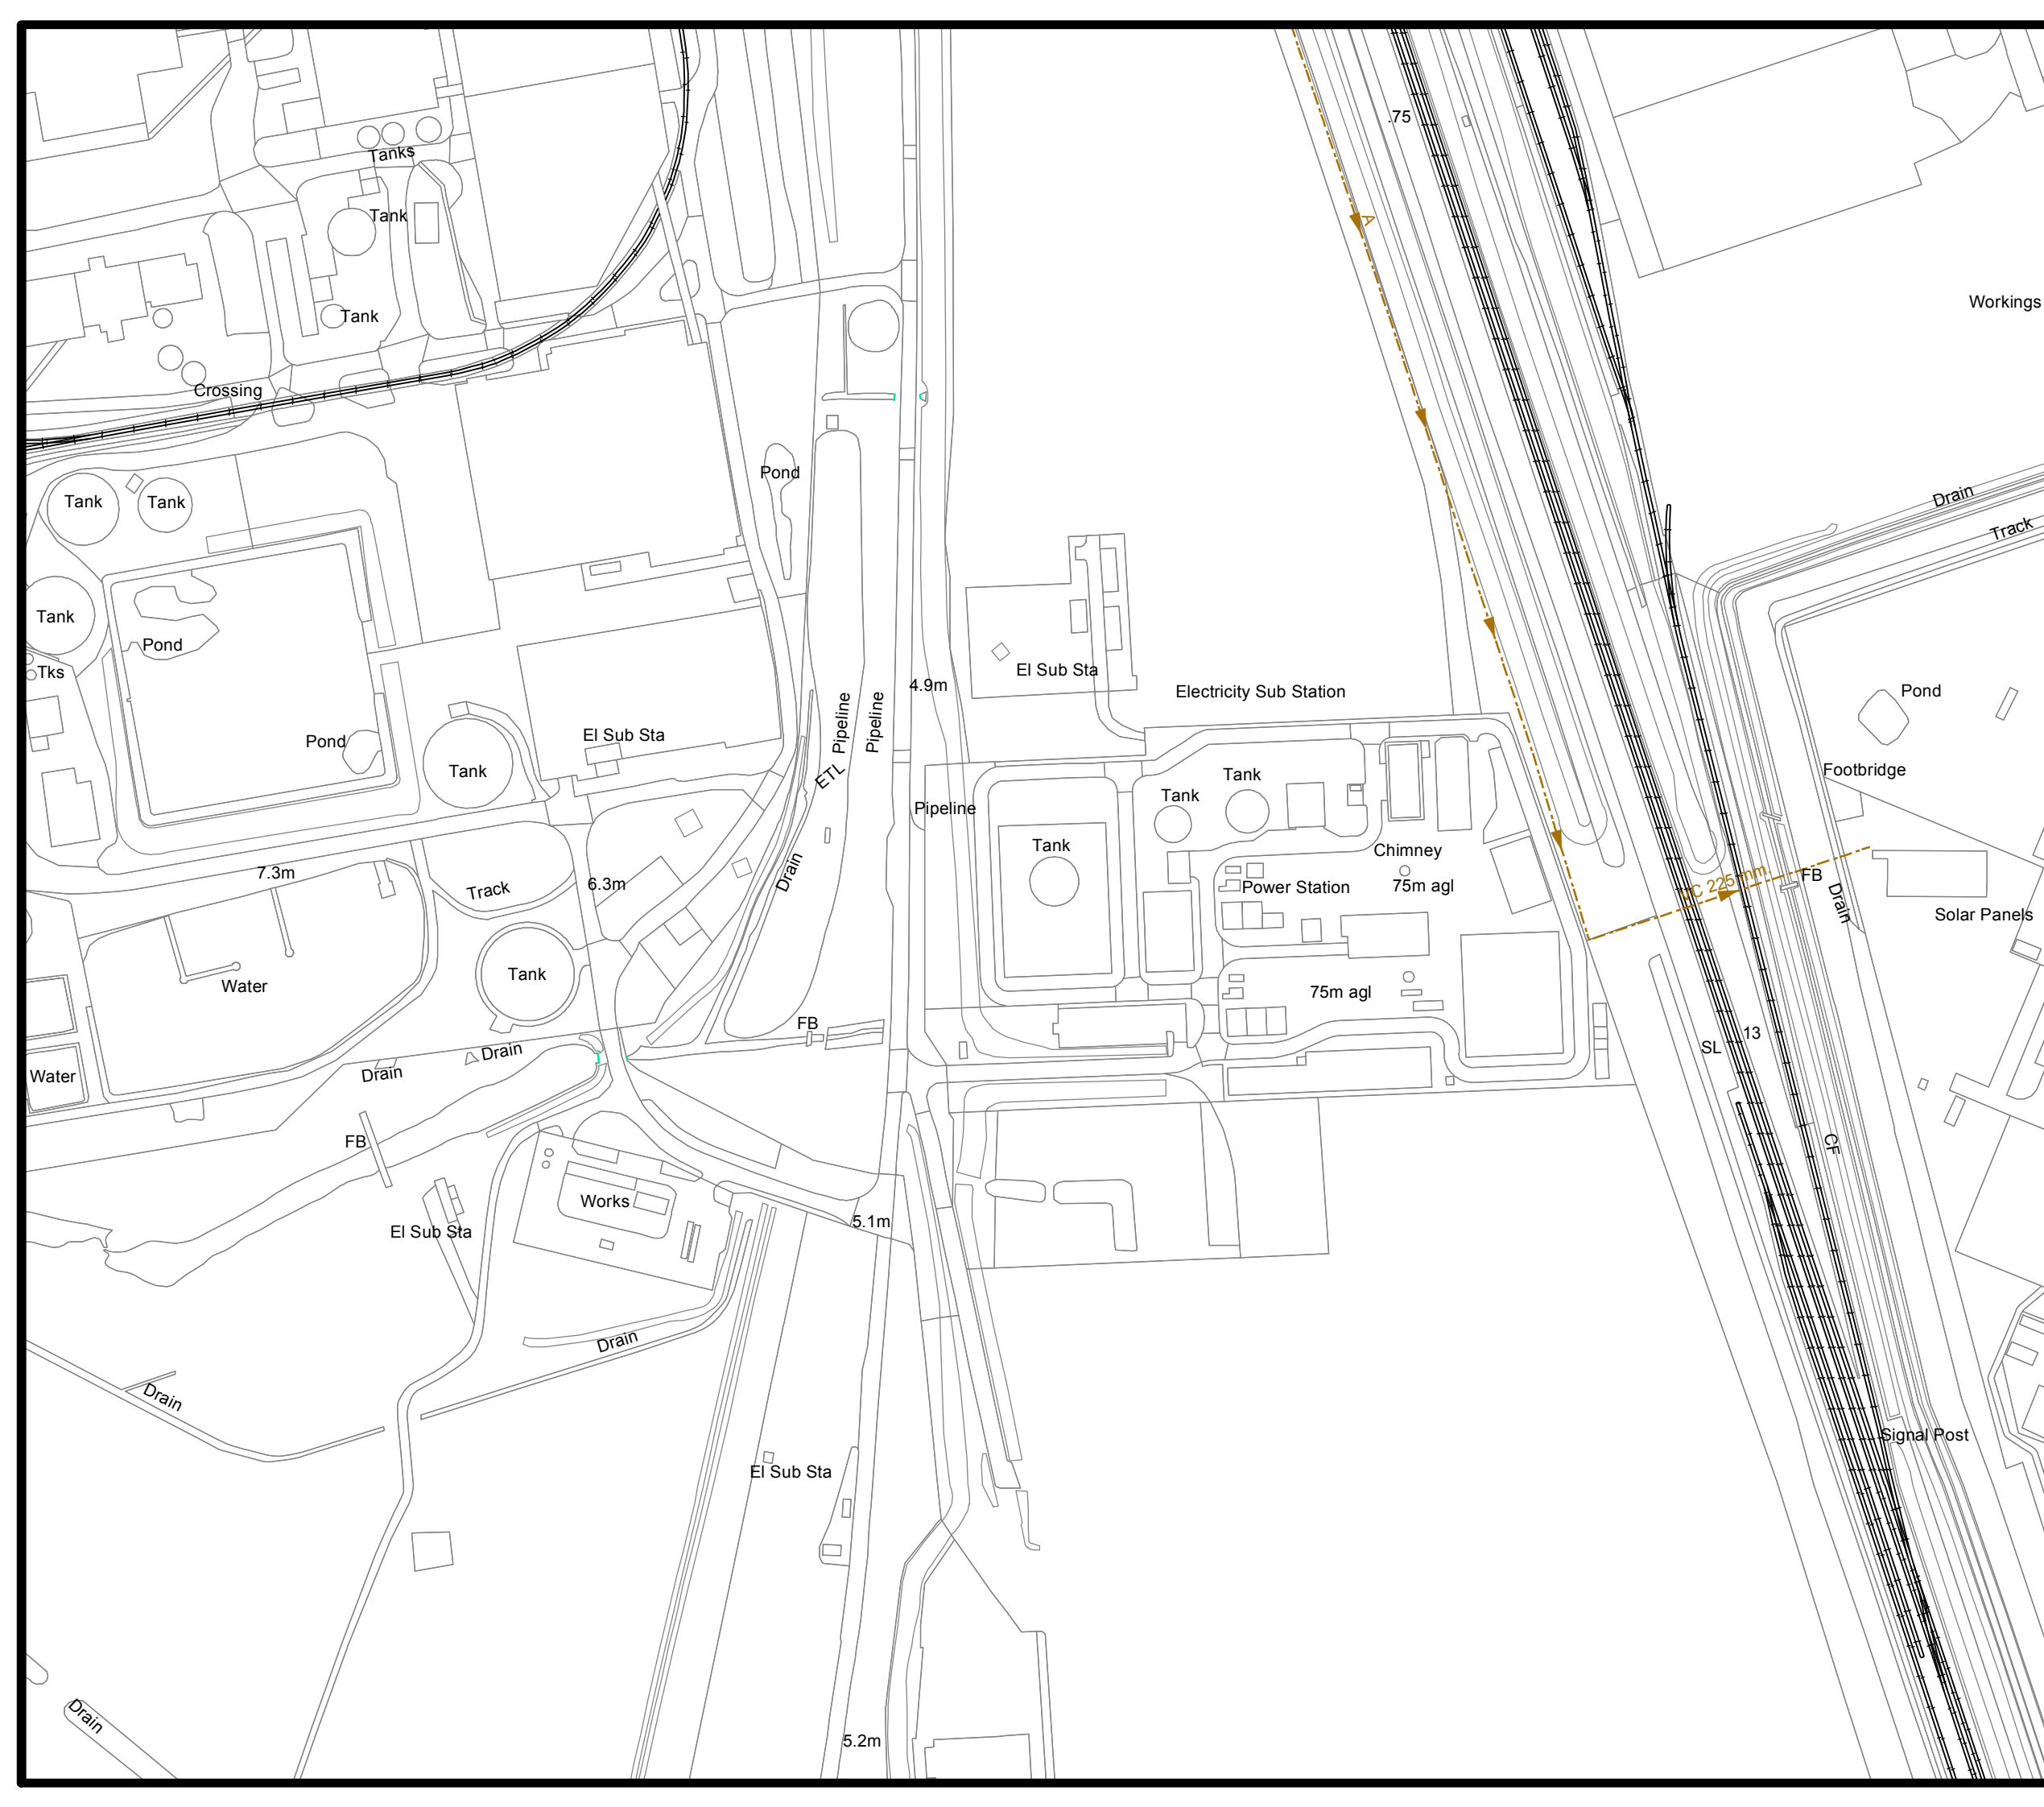 .75
Tanks
Tank
A
Workings
Tank
Crossing
Pond
Tank
Tank
Drain
Track
Tank
Pond
Tks
El Sub Sta
4.9m
Electricity Sub Station
Pond
Pipeline
Pipeline
El Sub Sta
Pond
Tank
ETL
Tank
Footbridge
Tank
Pipeline
Tank
Chimney
7.3m
Track
6.3m
Drain
Power Station
75m agl
C 225 mm.
FB
Drain
Solar Panels
Tank
Water
75m agl
FB
13
SL
Drain
Drain
Water
FB
CF
Works
El Sub Sta
5.1m
Drain
Drain
Signal Post
El Sub Sta
Drain
5.2m